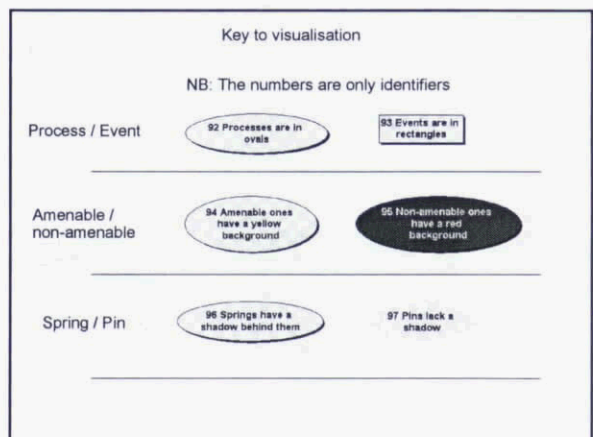 Key to visualisation
NB: The numbers are only identifiers
Process / Event
92 Processes are in
ovals
93 Events are in
rectangles
Amenable /
non-amenable
94 Amenable ones
have a yellow
background
95 Non-amenable ones
have a red
background
Spring / Pin
96 Springs have a
shadow behind them
97 Pins lack a
shadow